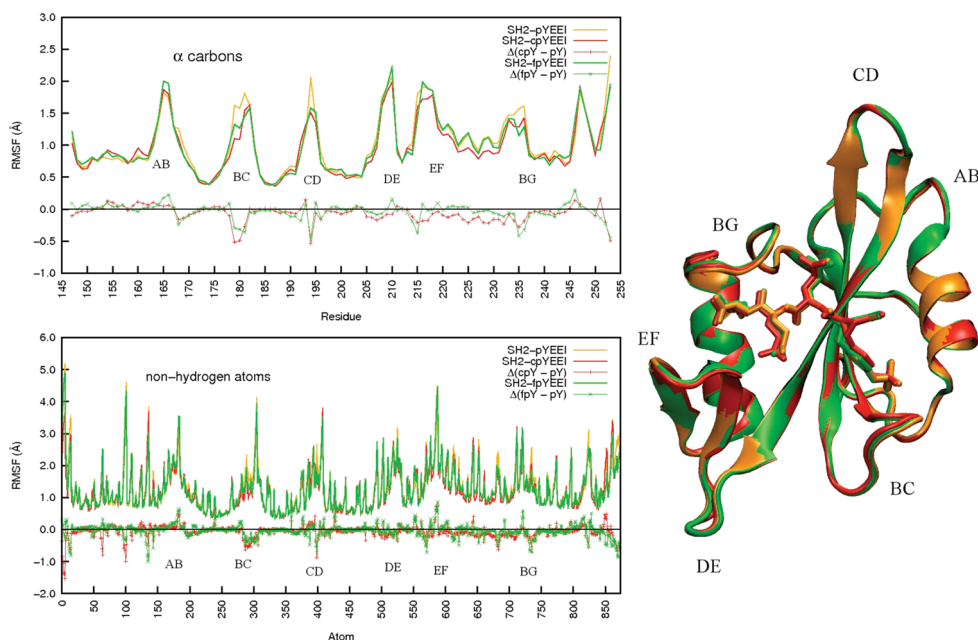 3.0
2.5
2.0
1.5
1.0
0.5
0.0
−0.5
−1.0
RMSF (Å)
α carbons
SH2−pYEEI
SH2−cpYEEI
Δ(cpY − pY)
SH2−fpYEEI
Δ(fpY − pY)
AB
BC
CD
DE
EF
BG
145 150 155 160 165 170 175 180 185 190 195 200 205 210 215 220 225 230 235 240 245 250 255
Residue
6.0
5.0
4.0
3.0
2.0
1.0
0.0
−1.0
−2.0
RMSF (Å)
non−hydrogen atoms
SH2−pYEEI
SH2−cpYEEI
Δ(cpY − pY)
SH2−fpYEEI
Δ(fpY − pY)
AB
BC
CD
DE
EF
BG
0 50 100 150 200 250 300 350 400 450 500 550 600 650 700 750 800 850
Atom
CD
AB
BG
EF
BC
DE